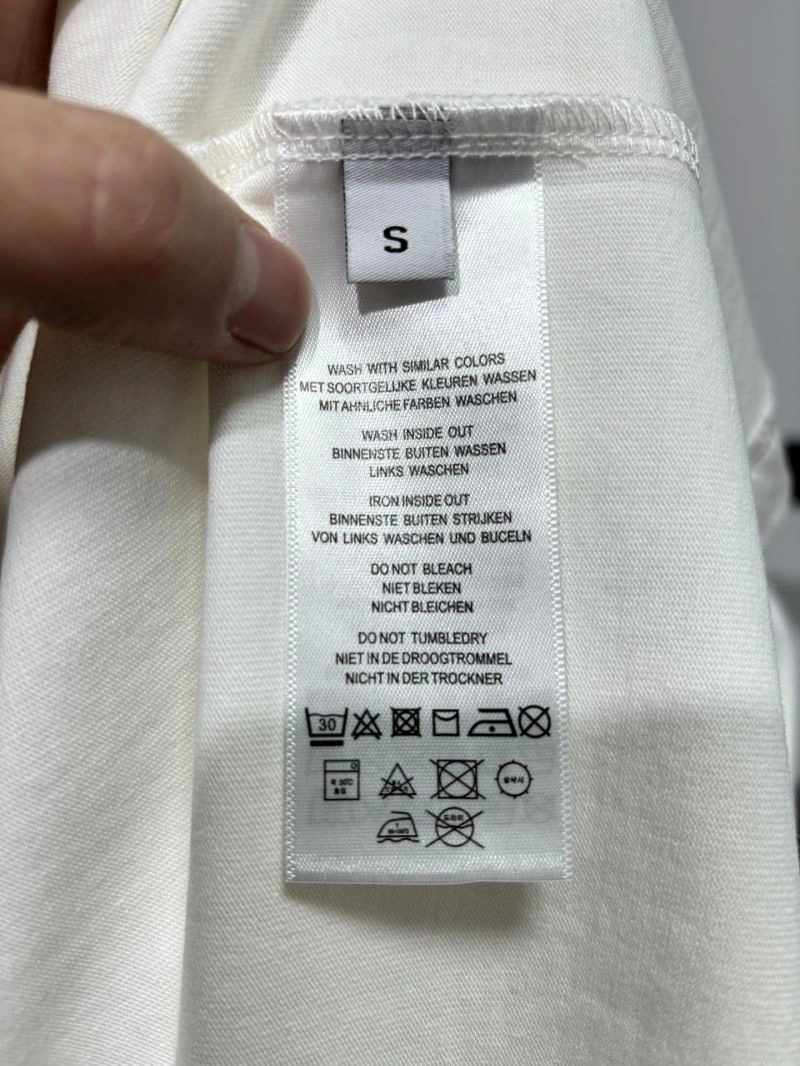 S
WASH WITH SIMILAR COLORS
MET SOORTGELIJKE KLEUREN WASSEN
MIT AHNLICHE FARBEN WASCHEN
WASH INSIDE OUT
BINNENSTE BUITEN WASSEN
LINKS WASCHEN
IRON INSIDE OUT
BINNENSTE BUITEN STRIJKEN
VON LINKS WASCHEN UND BUCELN
DO NOT BLEACH
NIET BLEKEN
NICHT BLEICHEN
DO NOT TUMBLEDRY
NIET IN DE DROOGTROMMEL
NICHT IN DER TROCKNER
30